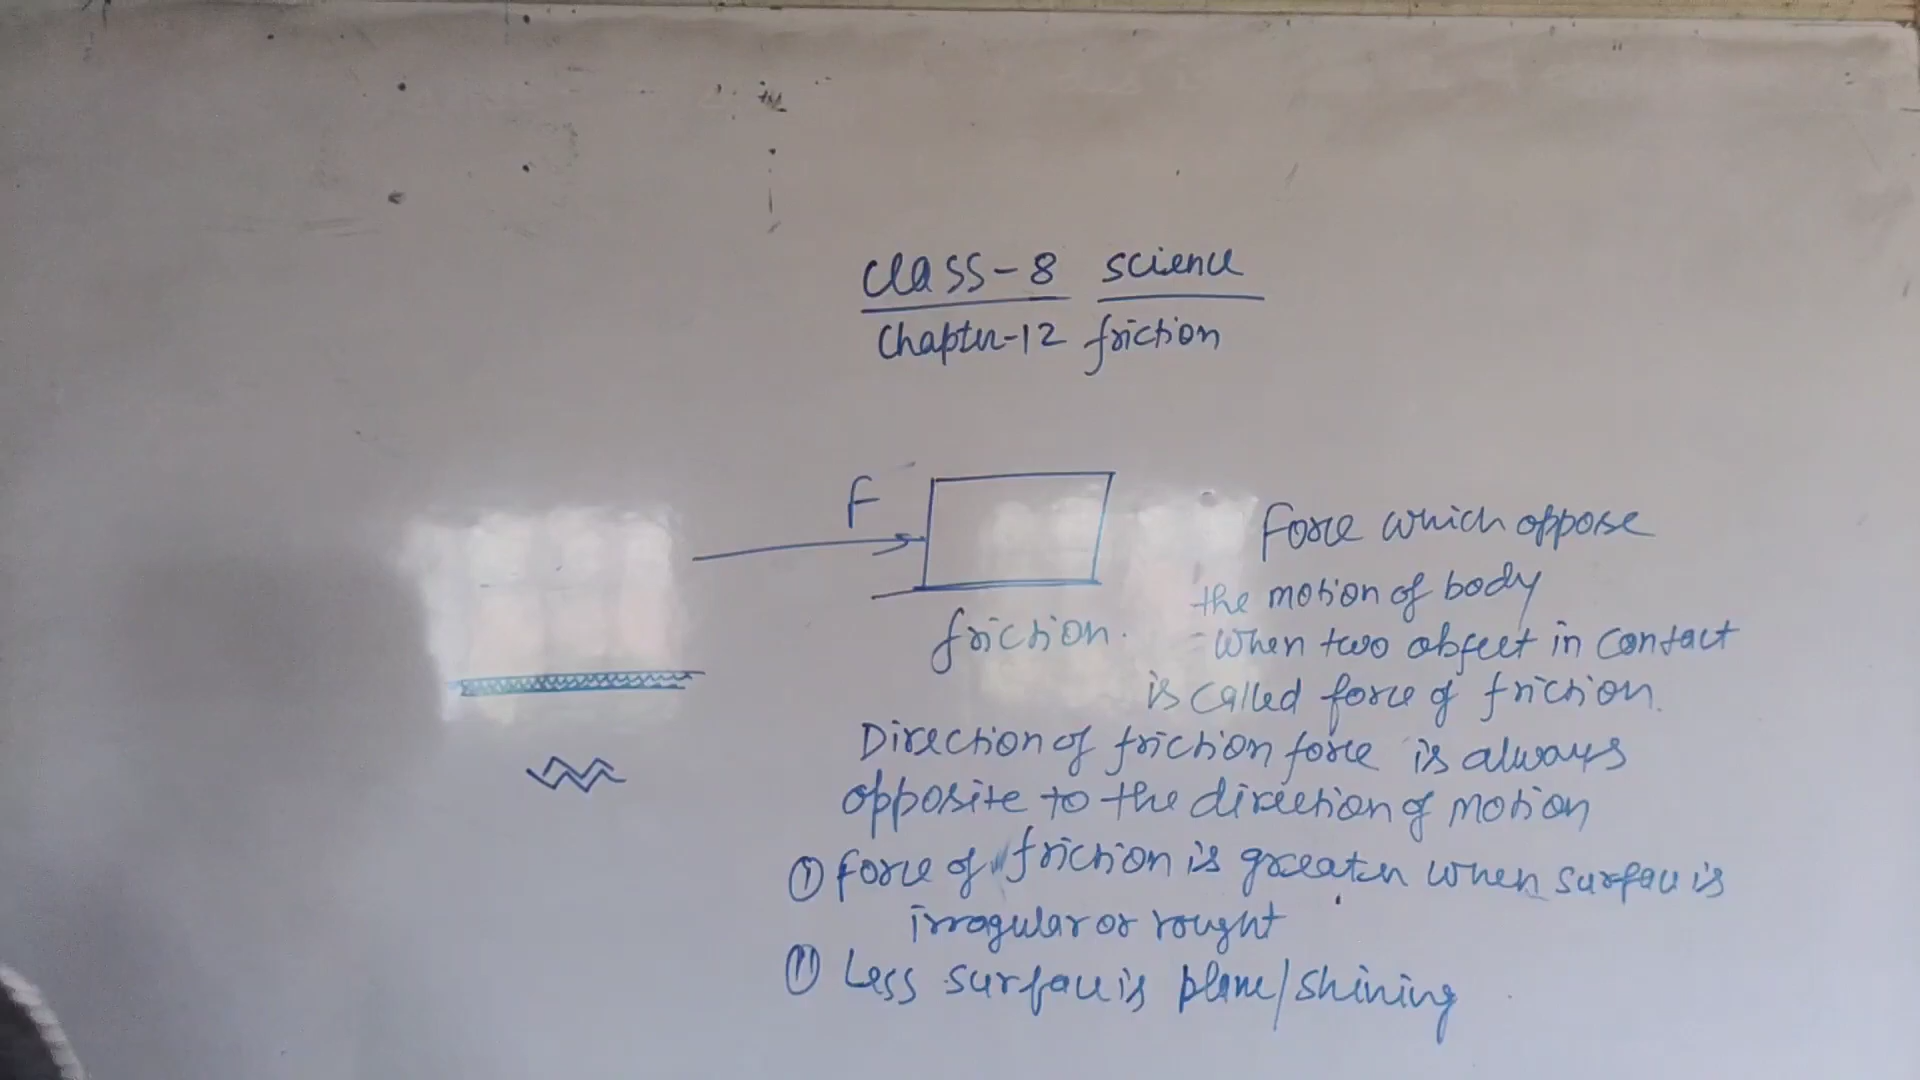 class-8 science
Chapter-12 friction
F
friction.
Force which oppose
the motion of body
- when two object in contact
is called force of friction.
Direction of friction force is always
opposite to the direction of motion
(i) force of friction is greater when surface is
irragular or rought
(ii) Less surface is plane/shining